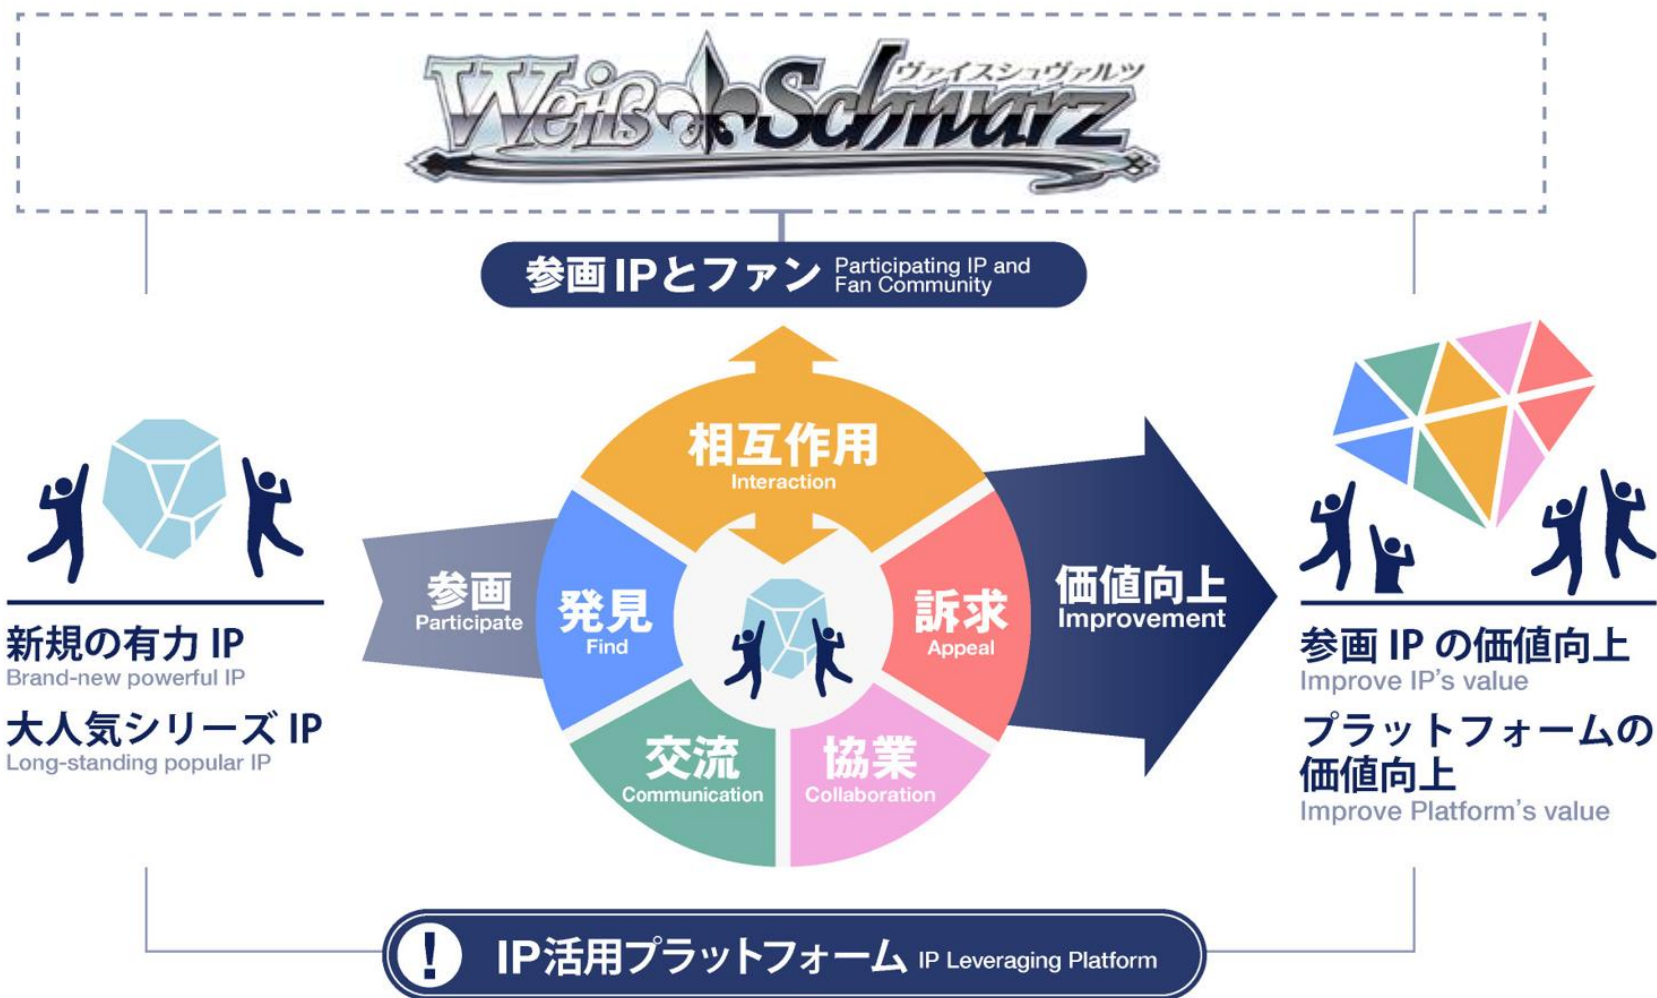 Weiß Schwarz
ヴァイスシュヴァルツ
参画IPとファン
Participating IP and
Fan Community
相互作用
Interaction
参画
Participate
発見
Find
訴求
Appeal
価値向上
Improvement
交流
Communication
協業
Collaboration
新規の有力 IP
Brand-new powerful IP
大人気シリーズ IP
Long-standing popular IP
参画 IP の価値向上
Improve IP's value
プラットフォームの
価値向上
Improve Platform's value
! IP活用プラットフォーム IP Leveraging Platform